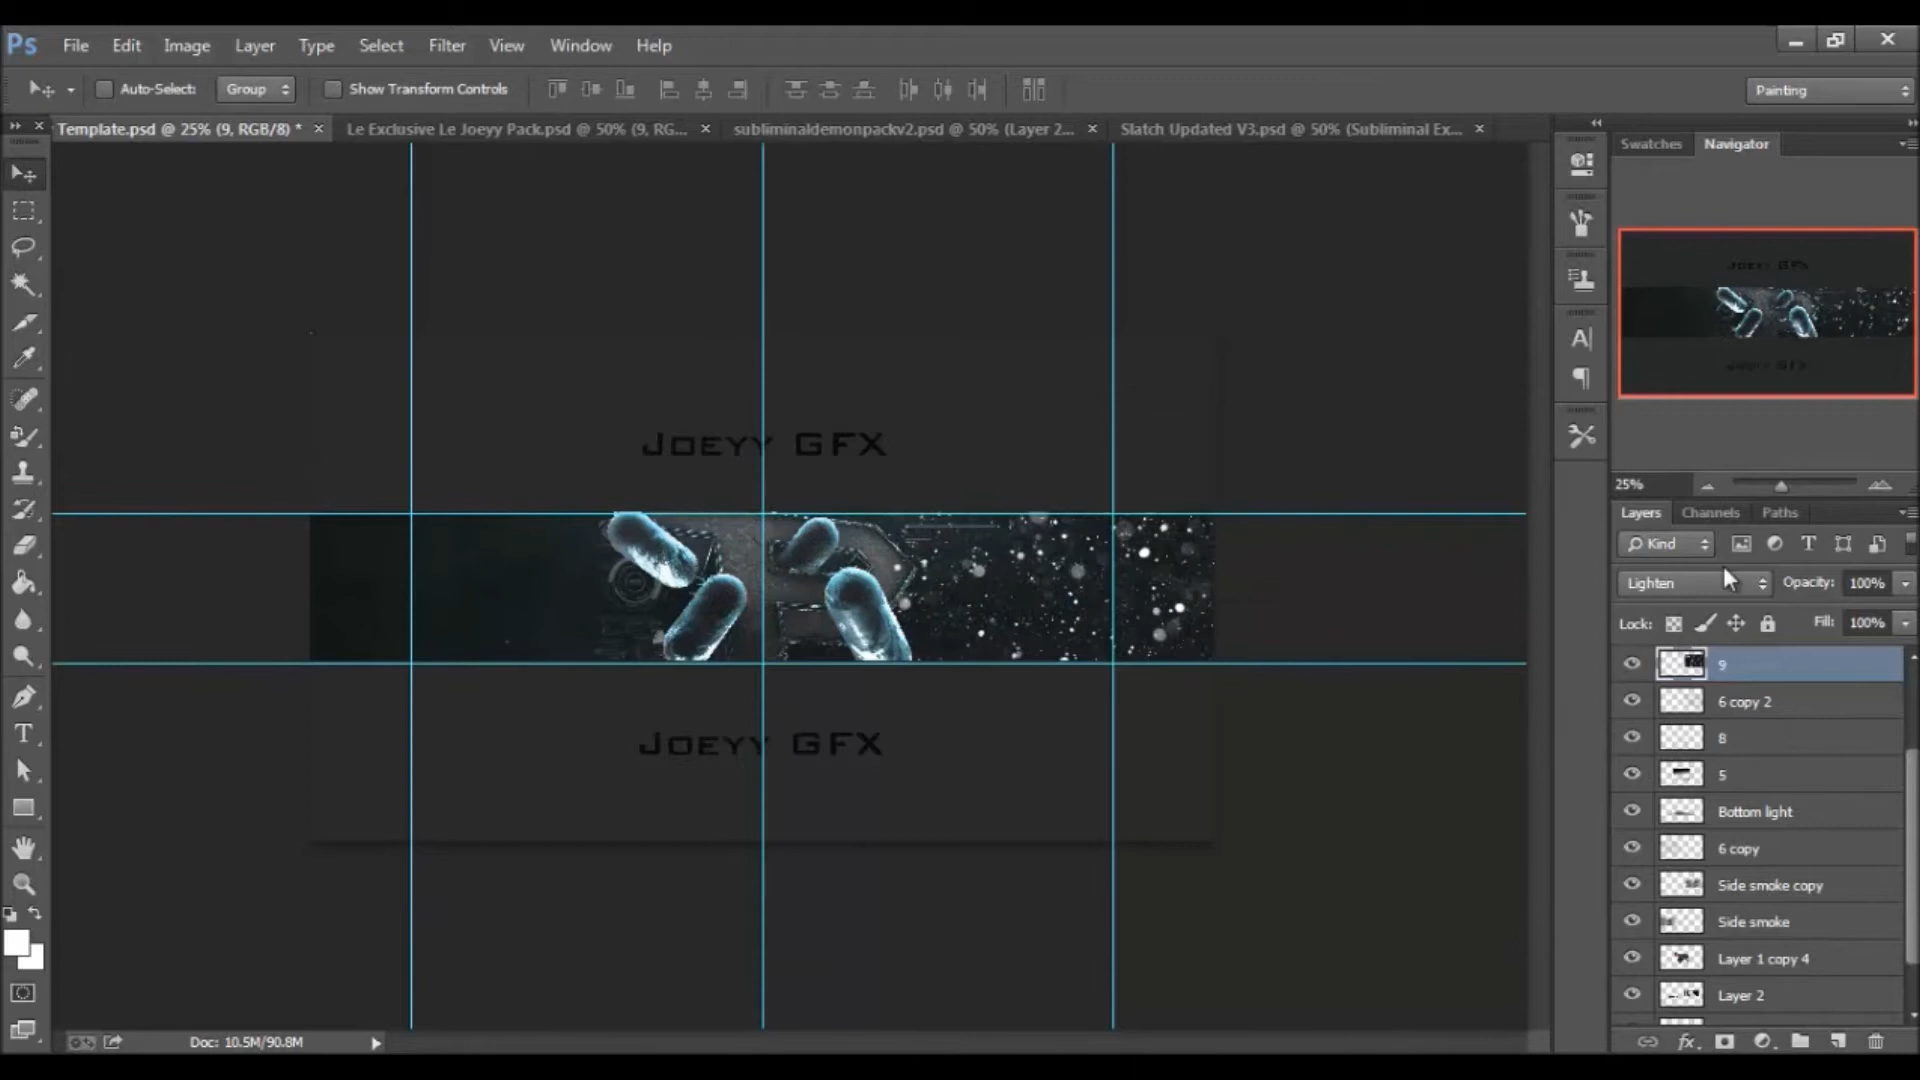 Ps File Edit Image Layer Type Select Filter View Window Help
Auto-Select: Group Show Transform Controls Painting
Template.psd @ 25% (9, RGB/8) * Le Exclusive Le Joeyy Pack.psd @ 50% (9, RG... subliminaldemonpackv2.psd @ 50% (Layer 2... Slatch Updated V3.psd @ 50% (Subliminal Ex...
Swatches Navigator
Joeyy GFX
Joeyy GFX
25%
Layers Channels Paths
Kind
Lighten Opacity: 100%
Lock: Fill: 100%
9
6 copy 2
8
5
Bottom light
6 copy
Side smoke copy
Side smoke
Layer 1 copy 4
Layer 2
Doc: 10.5M/90.8M